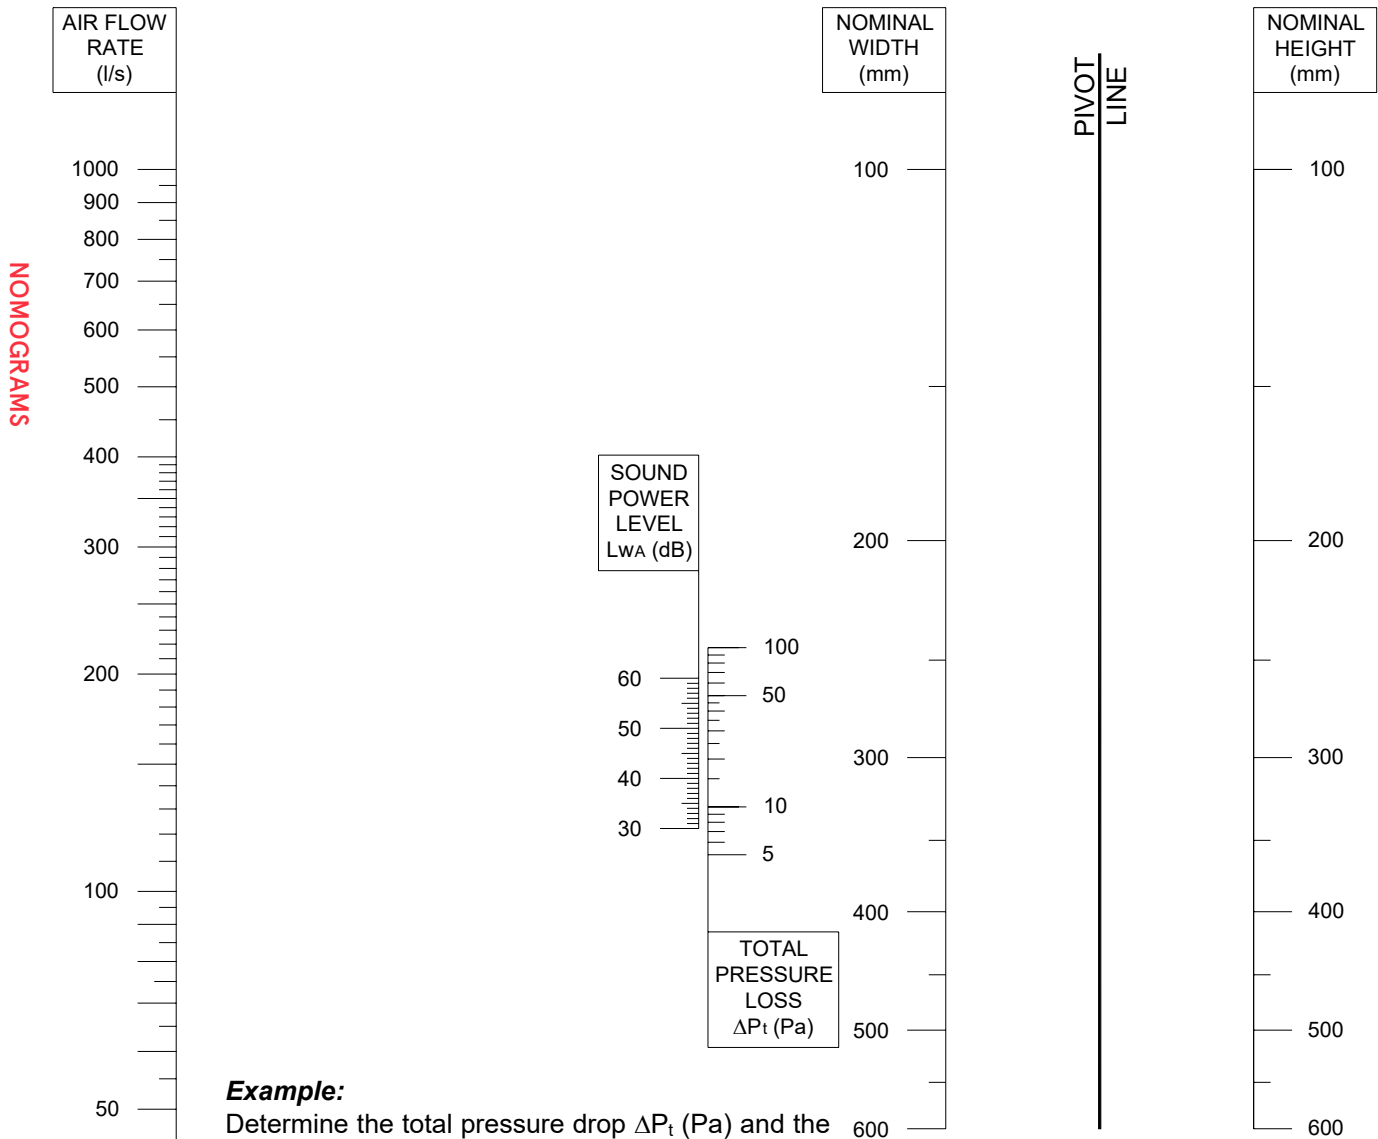 AIR FLOW
RATE
(l/s)
NOMINAL
WIDTH
(mm)
PIVOT
LINE
NOMINAL
HEIGHT
(mm)
NOMOGRAMS
1000
900
800
700
600
500
400
300
200
100
50
SOUND
POWER
LEVEL
LWA (dB)
60
50
40
30
100
50
10
5
TOTAL
PRESSURE
LOSS
ΔPt (Pa)
100
200
300
400
500
600
100
200
300
400
500
600
Example:
Determine the total pressure drop ΔPt (Pa) and the